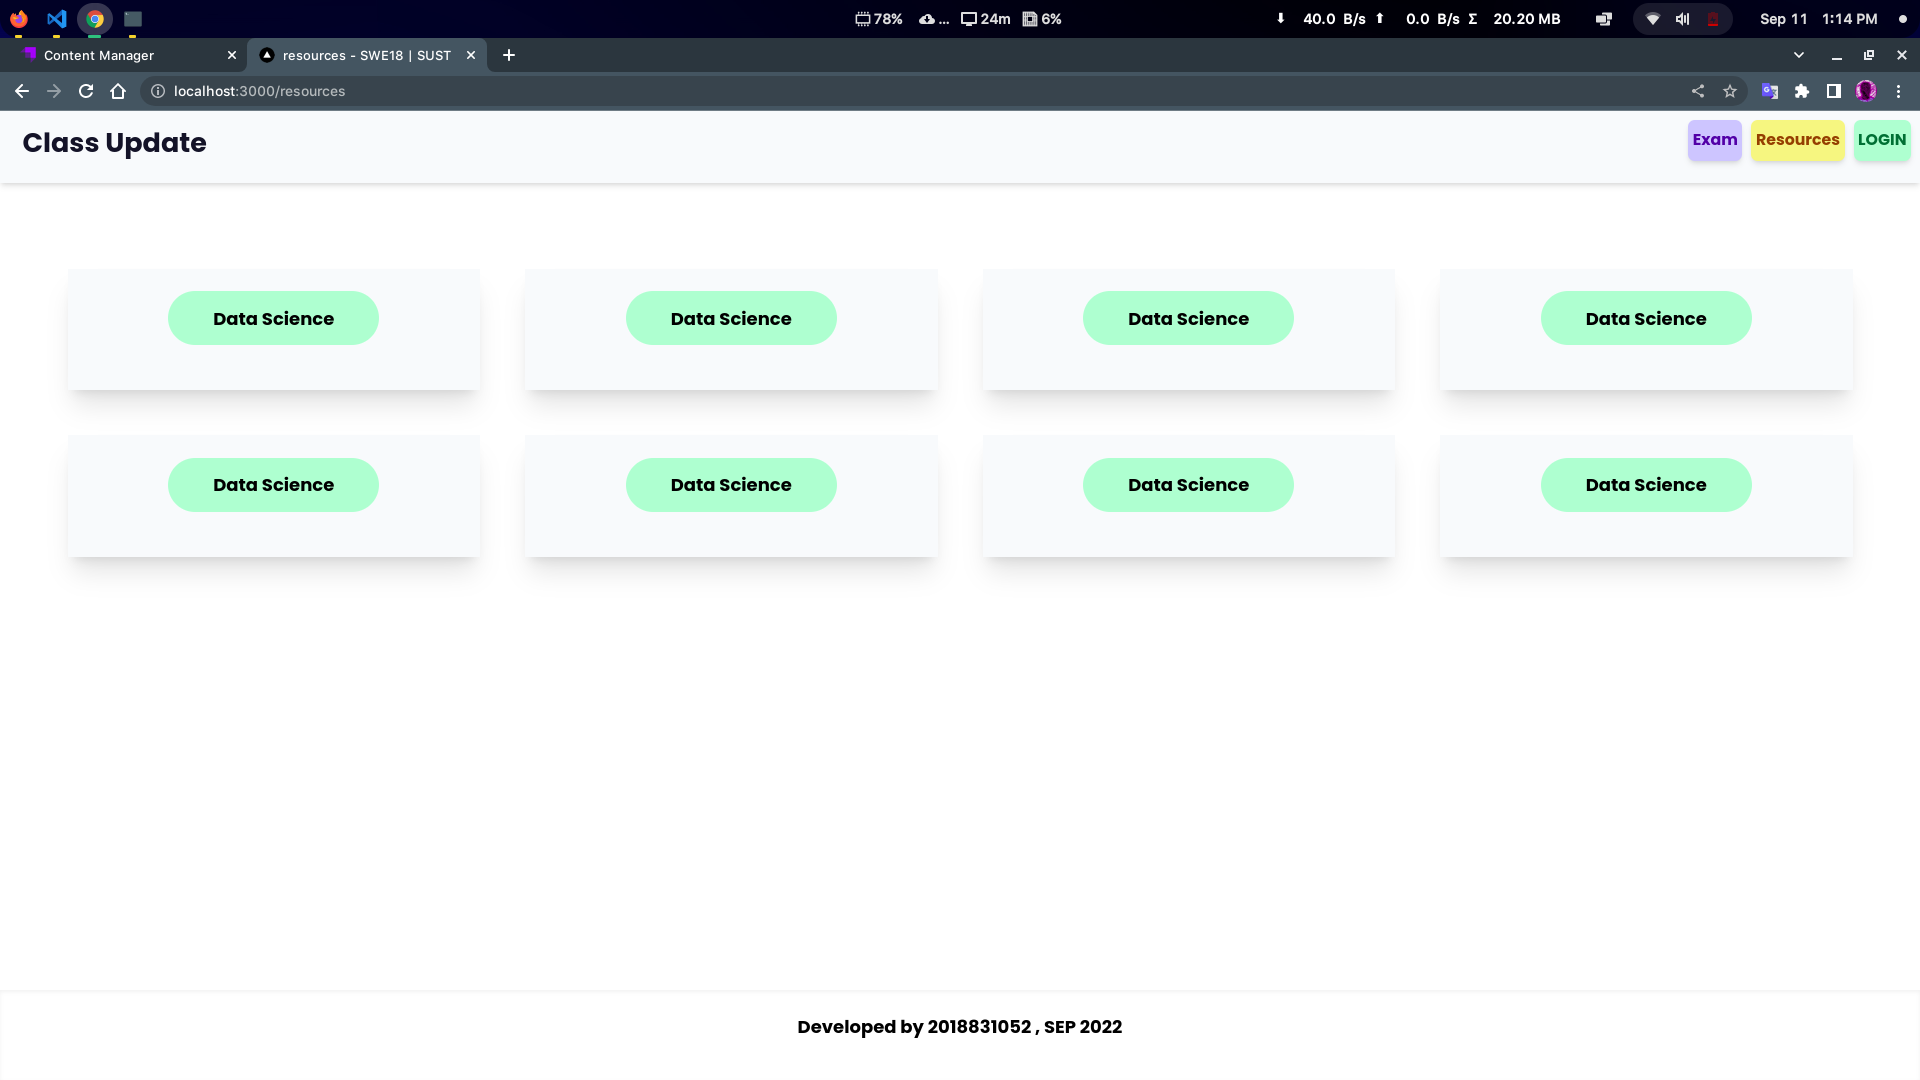 78% ... 24m 6% 40.0 B/s 0.0 B/s Σ 20.20 MB Sep 11 1:14 PM
Content Manager resources - SWE18 | SUST
localhost:3000/resources
Class Update Exam Resources LOGIN
Data Science Data Science Data Science Data Science
Data Science Data Science Data Science Data Science
Developed by 2018831052 , SEP 2022